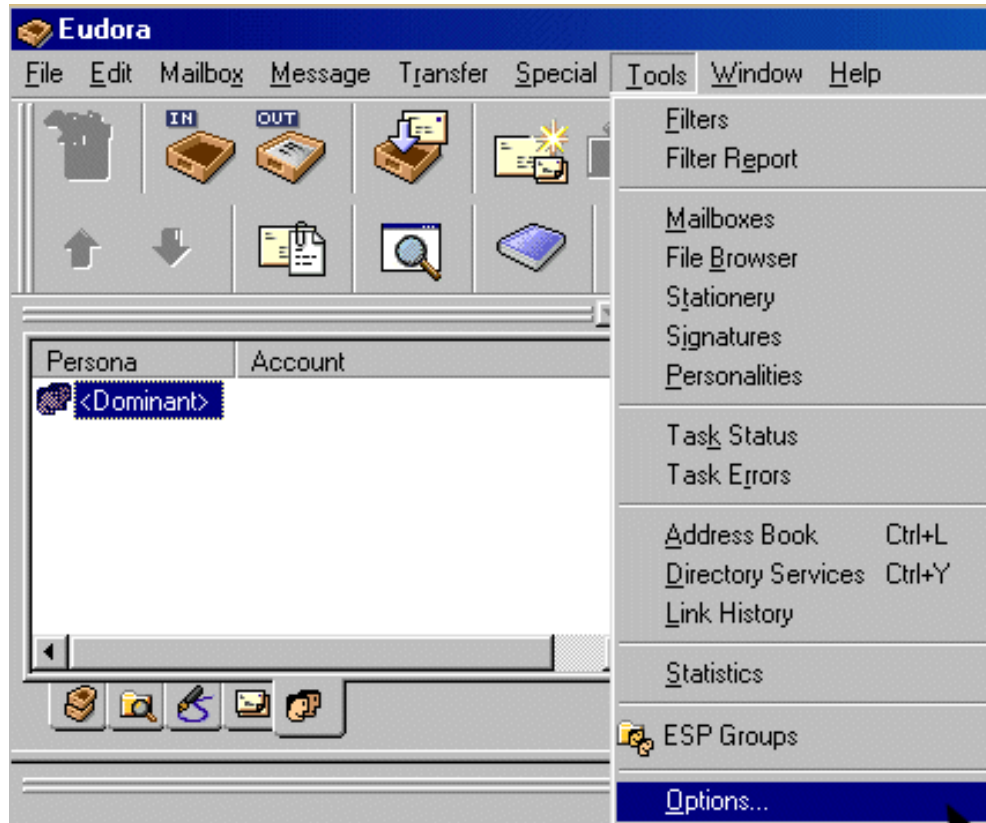 Eudora
File Edit Mailbox Message Transfer Special Tools Window Help
IN OUT
Persona Account
<Dominant>
Filters
Filter Report
Mailboxes
File Browser
Stationery
Signatures
Personalities
Task Status
Task Errors
Address Book Ctrl+L
Directory Services Ctrl+Y
Link History
Statistics
ESP Groups
Options...